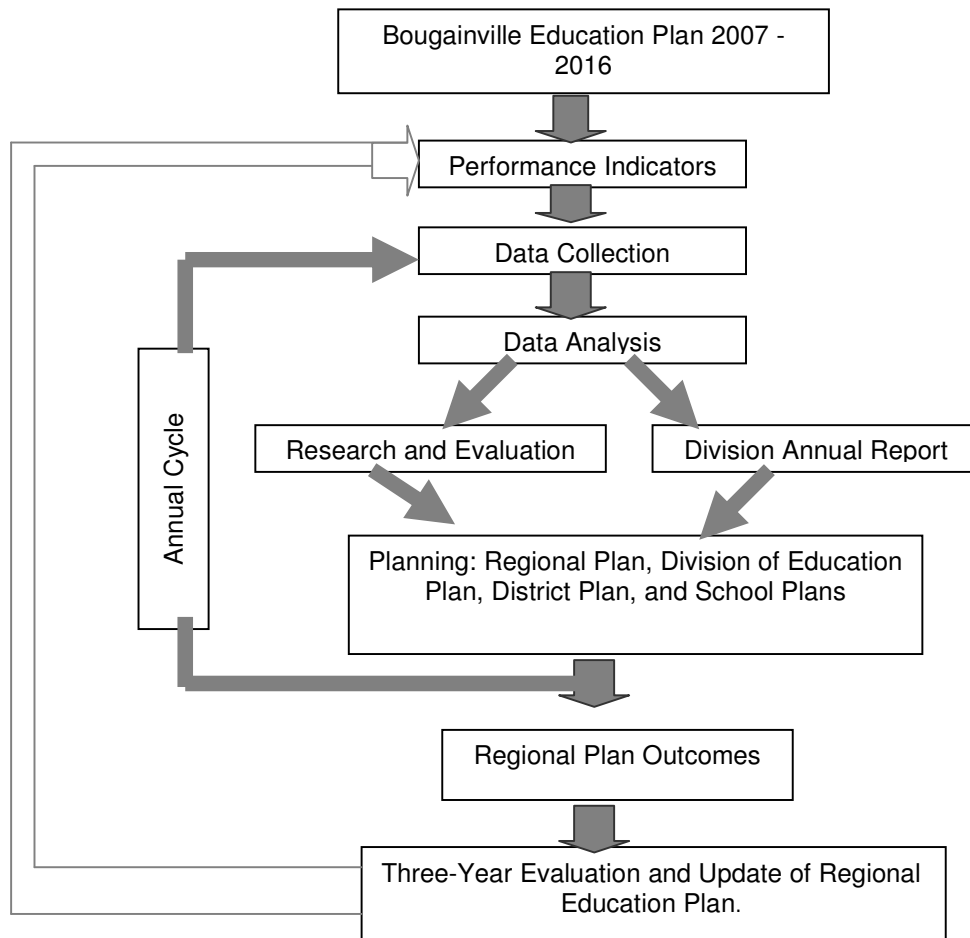 Bougainville Education Plan 2007 -
2016
Performance Indicators
Data Collection
Data Analysis
Annual Cycle
Research and Evaluation
Division Annual Report
Planning: Regional Plan, Division of Education
Plan, District Plan, and School Plans
Regional Plan Outcomes
Three-Year Evaluation and Update of Regional
Education Plan.